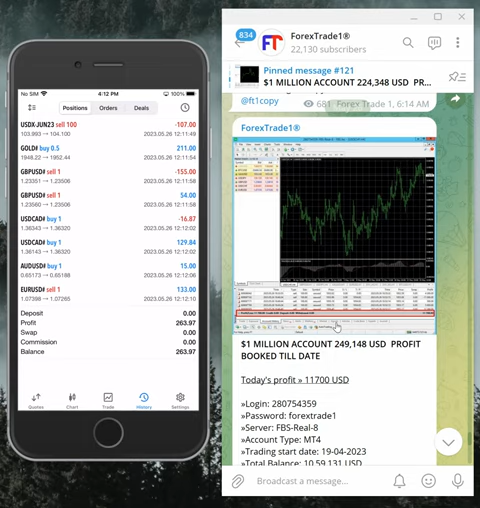 No SIM
4:12 PM
100%
Positions
Orders
Deals
USDX-JUN23 sell 100
-107.00
103.993 → 104.100
2023.05.26 12:11:49
GOLD# buy 0.5
211.00
1948.22 → 1952.44
2023.05.26 12:11:54
GBPUSD# sell 1
-155.00
1.23351 → 1.23506
2023.05.26 12:11:58
GBPUSD# sell 1
54.00
1.23560 → 1.23506
2023.05.26 12:11:58
USDCAD# buy 1
-16.87
1.36343 → 1.36320
2023.05.26 12:12:02
USDCAD# buy 1
129.84
1.36143 → 1.36320
2023.05.26 12:12:02
AUDUSD# buy 1
15.00
0.65173 → 0.65188
2023.05.26 12:12:06
EURUSD# sell 1
133.00
1.07398 → 1.07265
2023.05.26 12:12:10
Deposit
0.00
Profit
263.97
Swap
0.00
Commission
0.00
Balance
263.97
Quotes
Chart
Trade
History
Settings
834
FT
ForexTrade1®
22,130 subscribers
Pinned message #121
$1 MILLION ACCOUNT 224,348 USD PR...
@ft1copy
681 Forex Trade 1, 6:14 AM
ForexTrade1®
$1 MILLION ACCOUNT 249,148 USD PROFIT
BOOKED TILL DATE
Today's profit » 11700 USD
»Login: 280754359
»Password: forextrade1
»Server: FBS-Real-8
»Account Type: MT4
»Trading start date: 19-04-2023
»Total Balance: 10,59,131 USD
Broadcast a message...